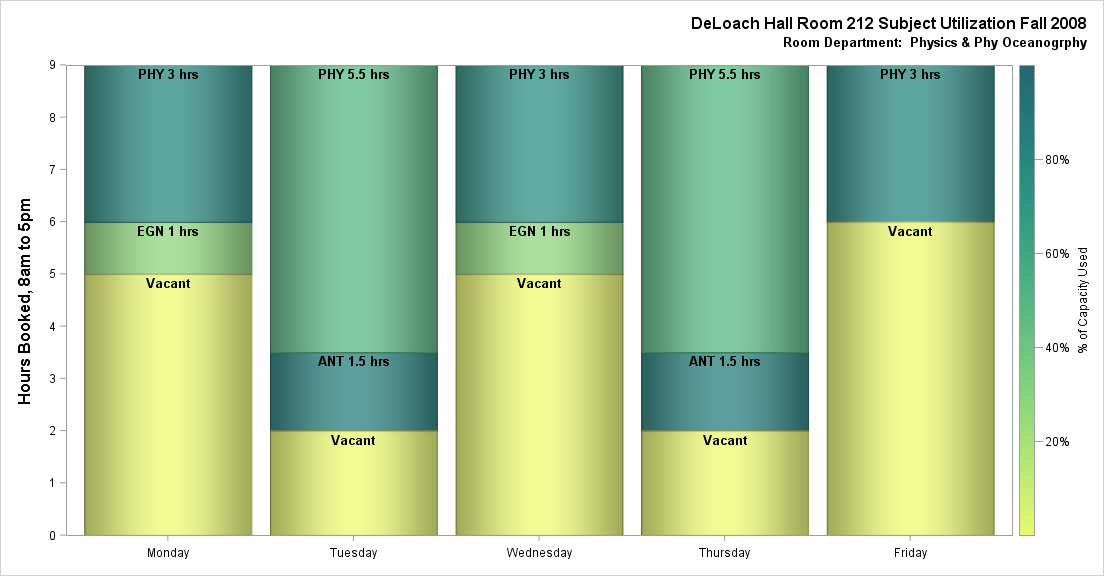 DeLoach Hall Room 212 Subject Utilization Fall 2008
Room Department:  Physics & Phy Oceanogrphy
Hours Booked, 8am to 5pm
9
8
7
6
5
4
3
2
1
0
PHY 3 hrs
EGN 1 hrs
Vacant
PHY 5.5 hrs
ANT 1.5 hrs
Vacant
PHY 3 hrs
EGN 1 hrs
Vacant
PHY 5.5 hrs
ANT 1.5 hrs
Vacant
PHY 3 hrs
Vacant
Monday
Tuesday
Wednesday
Thursday
Friday
80%
60%
40%
20%
% of Capacity Used